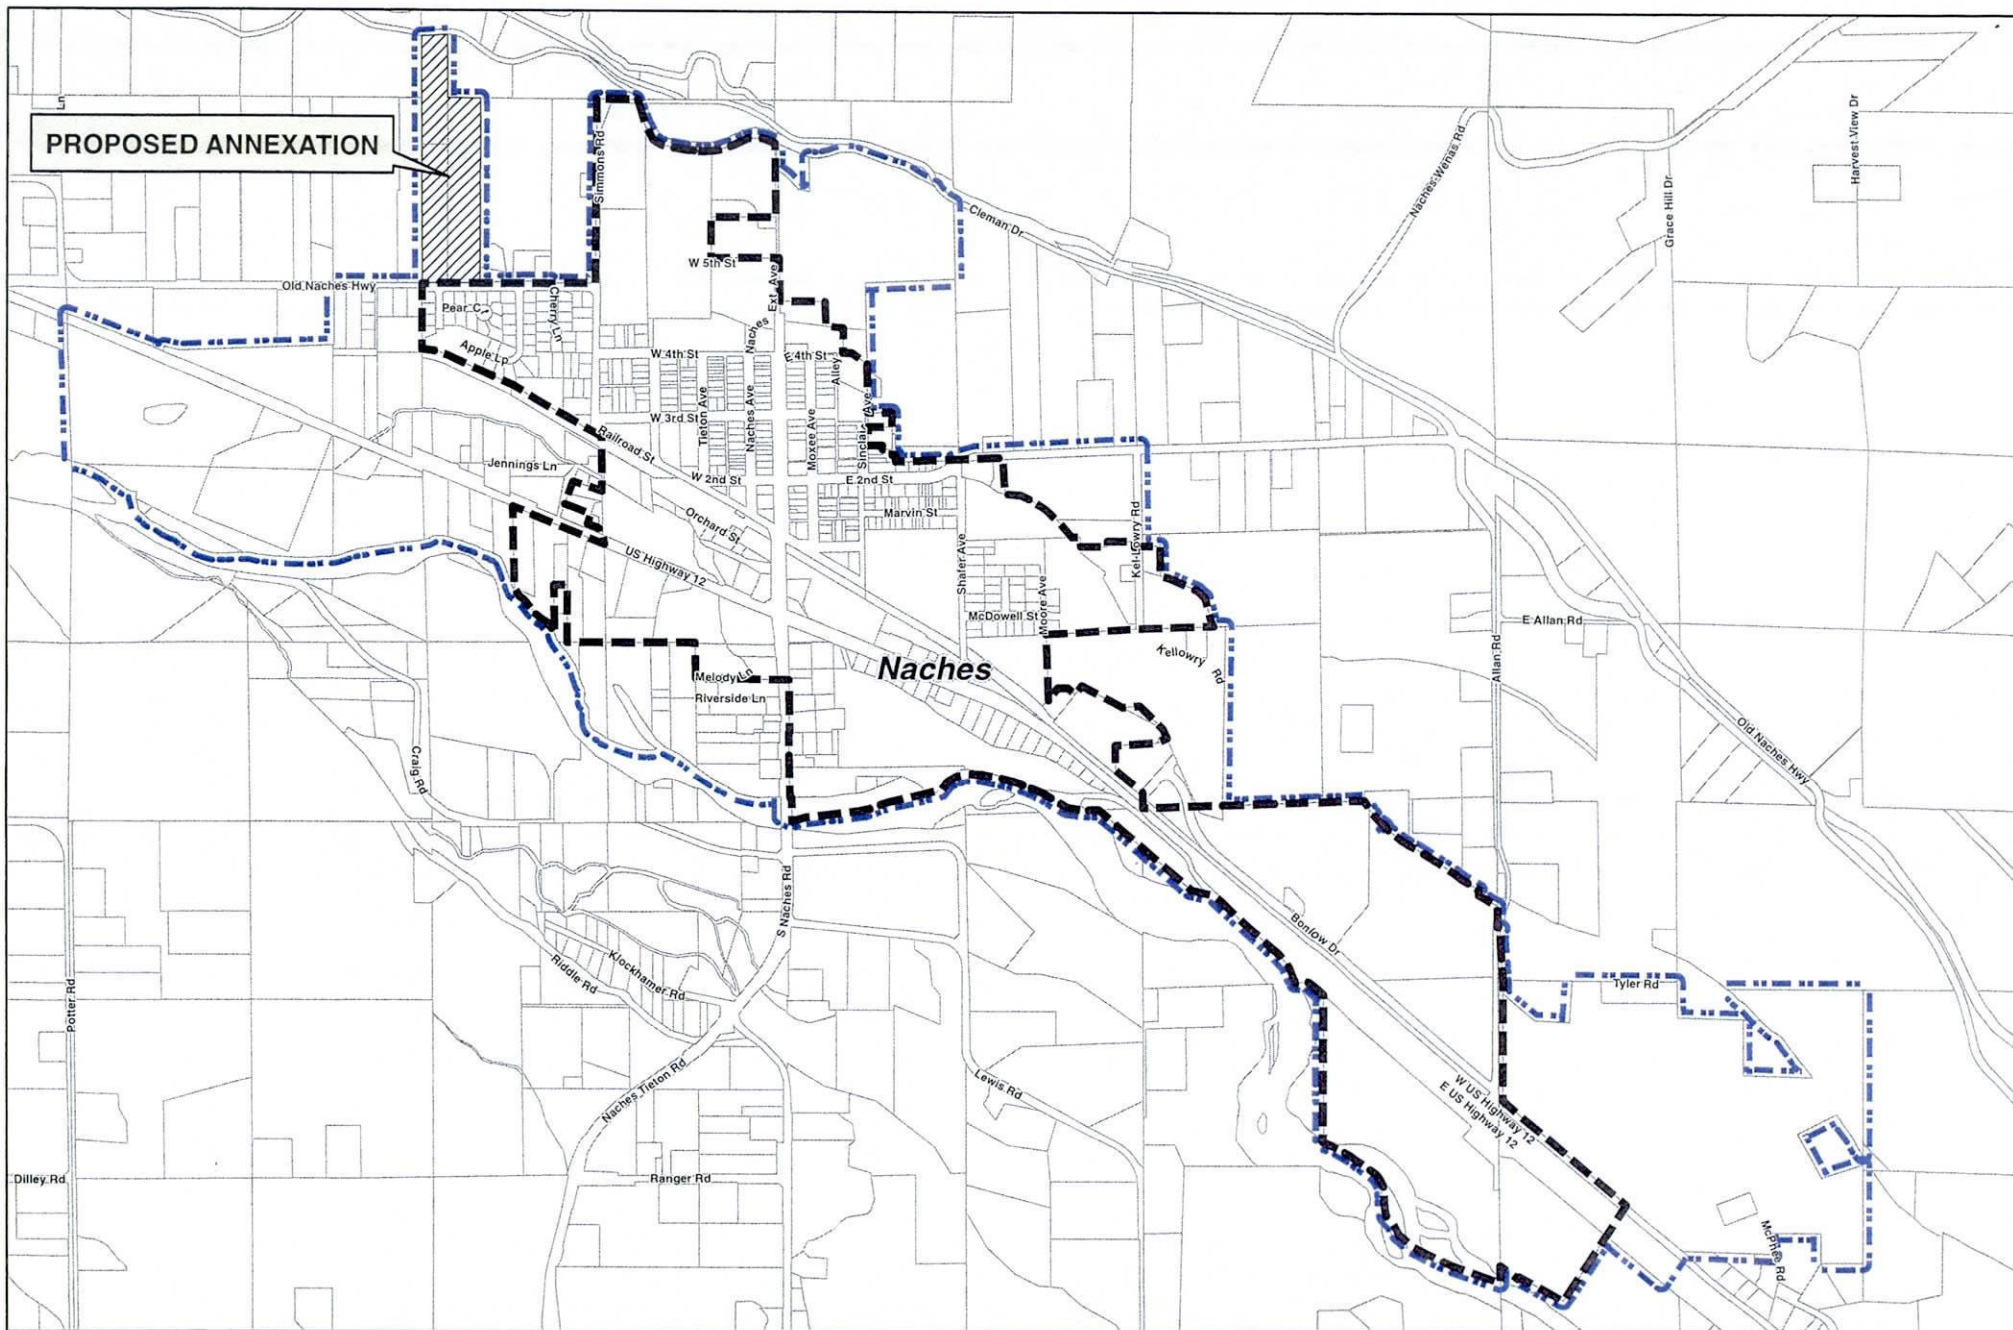 PROPOSED ANNEXATION
Simmons Rd
Cleman Dr
Naches-Wenas Rd
Grace Hill Dr
Harvest View Dr
W 5th St
Old Naches Hwy
Pear Ct
Cherry Ln
Naches Ext. Ave
Apple Lp
W 4th St
E 4th St
Alley
Tieton Ave
Naches Ave
Moxee Ave
Sinclair Ave
W 3rd St
Railroad St
Jennings Ln
W 2nd St
E 2nd St
Marvin St
Orchard St
US Highway 12
Shafer Ave
Kel-Lowry Rd
Moore Ave
McDowell St
Kellowry Rd
Allan Rd
E Allan Rd
Naches
Melody Ln
Riverside Ln
Craig Rd
Old Naches Hwy
S Naches Rd
Bonlow Dr
Klockhamer Rd
Riddle Rd
Potter Rd
Tyler Rd
Naches Tieton Rd
Lewis Rd
W US Highway 12
E US Highway 12
Dilley Rd
Ranger Rd
McPhee Rd